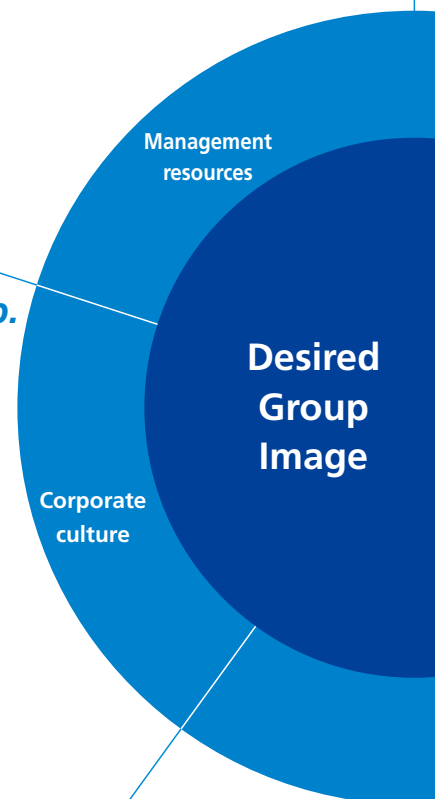 Management
resources
Desired
Group
Image
Corporate
culture